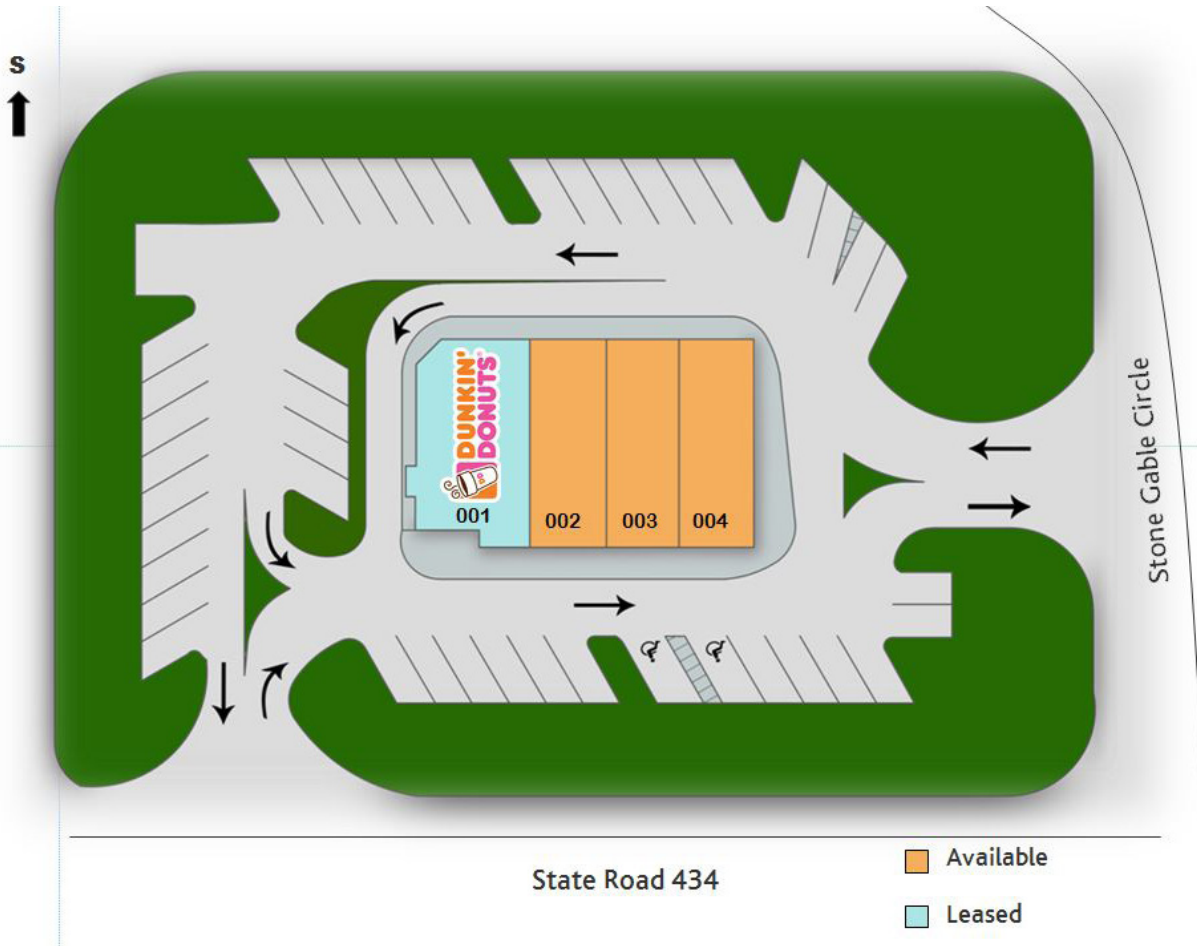 S
DUNKIN'
DONUTS
001
002
003
004
Stone Gable Circle
State Road 434
Available
Leased